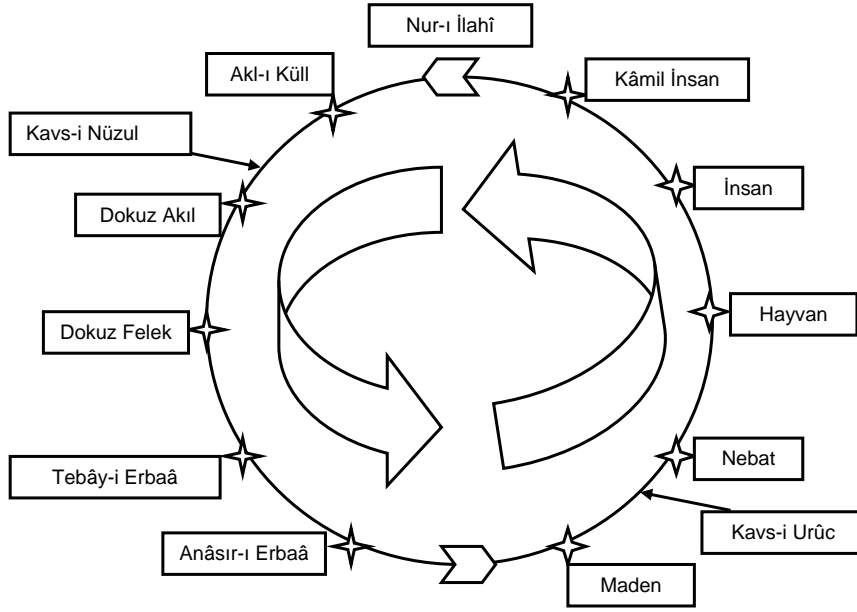 Nur-ı İlahî
Akl-ı Küll
Kâmil İnsan
Kavs-i Nüzul
İnsan
Dokuz Akıl
Hayvan
Dokuz Felek
Nebat
Tebây-i Erbaâ
Kavs-i Urûc
Anâsır-ı Erbaâ
Maden